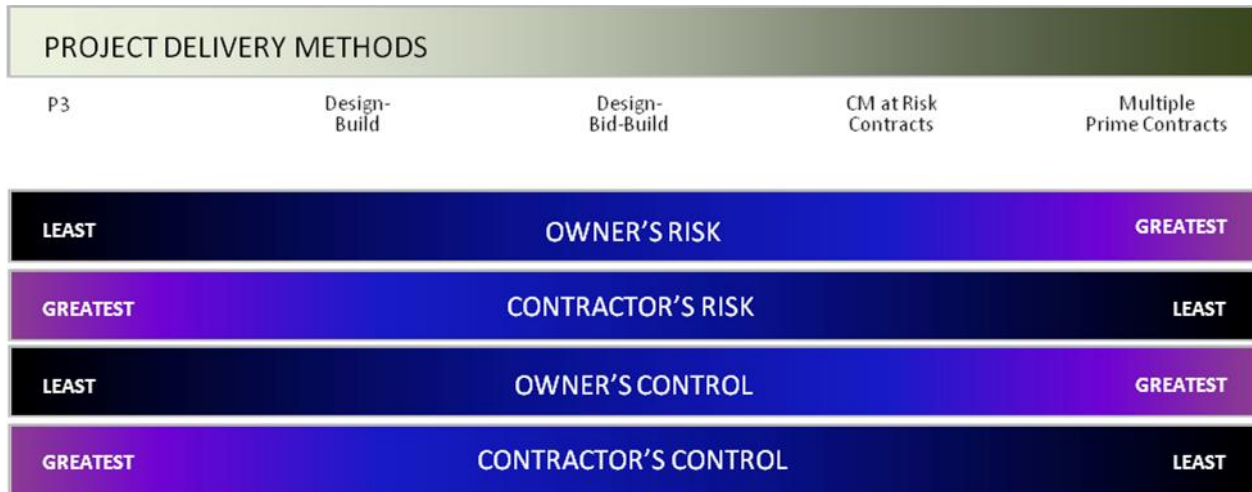 PROJECT DELIVERY METHODS
P3
Design-
Build
Design-
Bid-Build
CM at Risk
Contracts
Multiple
Prime Contracts
LEAST OWNER’S RISK GREATEST
GREATEST CONTRACTOR’S RISK LEAST
LEAST OWNER’S CONTROL GREATEST
GREATEST CONTRACTOR’S CONTROL LEAST